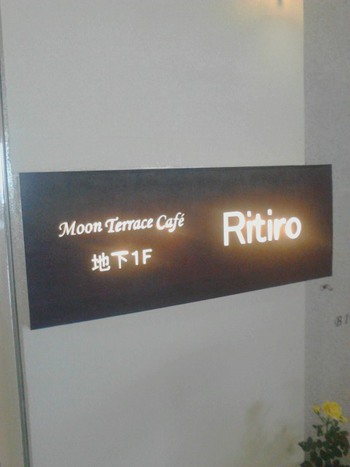 Moon Terrace Café
地下1F
Ritiro